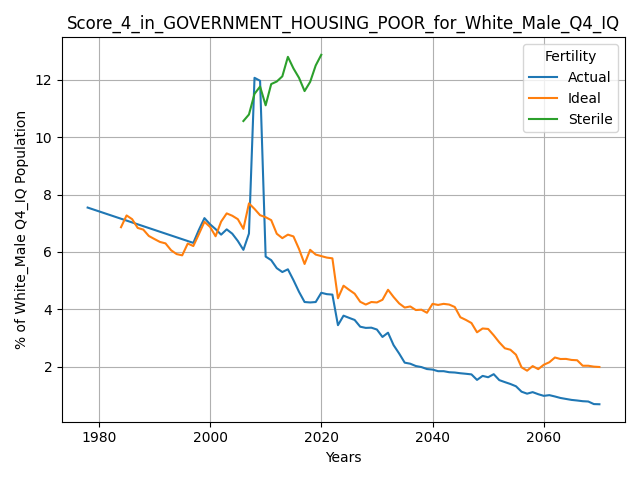 Score_4_in_GOVERNMENT_HOUSING_POOR_for_White_Male_Q4_IQ
Fertility
Actual
Ideal
Sterile
% of White_Male Q4_IQ Population
12
10
8
6
4
2
1980
2000
2020
2040
2060
Years